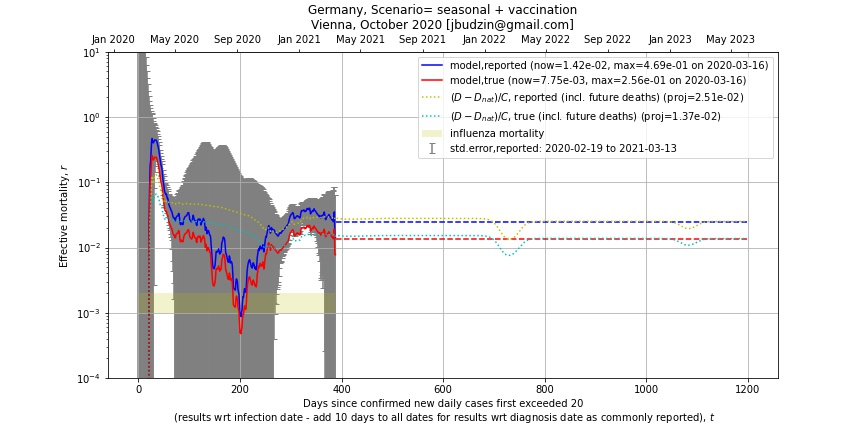 Germany, Scenario= seasonal + vaccination
Vienna, October 2020 [jbudzin@gmail.com]
Jan 2020 May 2020 Sep 2020 Jan 2021 May 2021 Sep 2021 Jan 2022 May 2022 Sep 2022 Jan 2023 May 2023
model,reported (now=1.42e-02, max=4.69e-01 on 2020-03-16)
model,true (now=7.75e-03, max=2.56e-01 on 2020-03-16)
(D − D_nat)/C, reported (incl. future deaths) (proj=2.51e-02)
(D − D_nat)/C, true (incl. future deaths) (proj=1.37e-02)
influenza mortality
std.error,reported: 2020-02-19 to 2021-03-13
10¹
10⁰
10⁻¹
10⁻²
10⁻³
10⁻⁴
Effective mortality, r
0 200 400 600 800 1000 1200
Days since confirmed new daily cases first exceeded 20
(results wrt infection date - add 10 days to all dates for results wrt diagnosis date as commonly reported), t